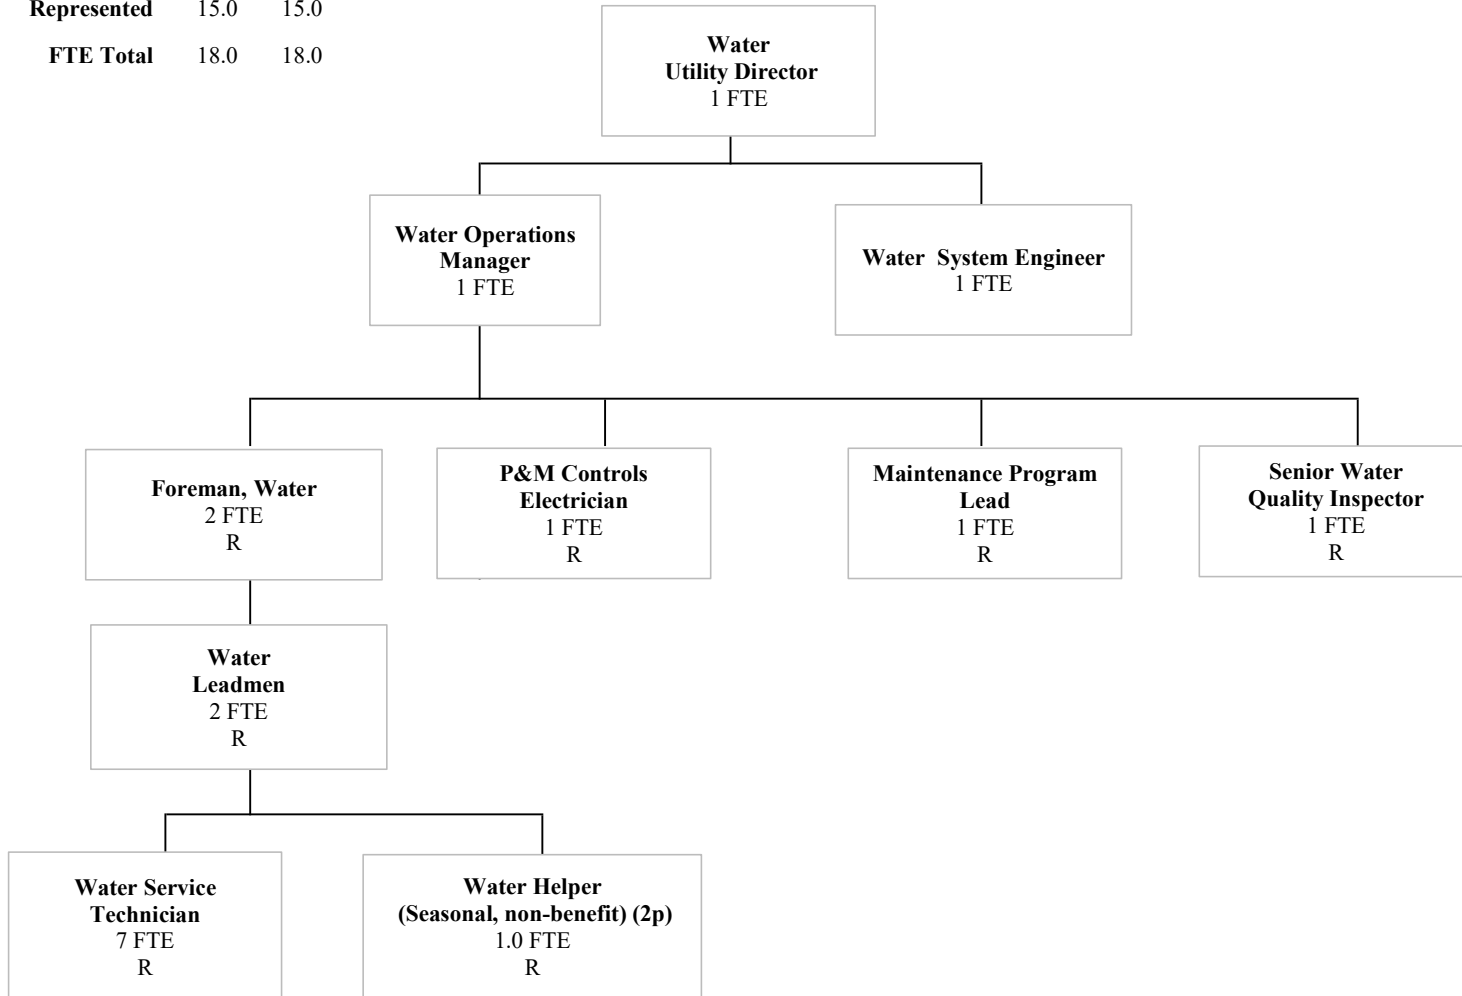 Represented 15.0 15.0
FTE Total 18.0 18.0
Water
Utility Director
1 FTE
Water Operations
Manager
1 FTE
Water System Engineer
1 FTE
Foreman, Water
2 FTE
R
P&M Controls
Electrician
1 FTE
R
Maintenance Program
Lead
1 FTE
R
Senior Water
Quality Inspector
1 FTE
R
Water
Leadmen
2 FTE
R
Water Service
Technician
7 FTE
R
Water Helper
(Seasonal, non-benefit) (2p)
1.0 FTE
R